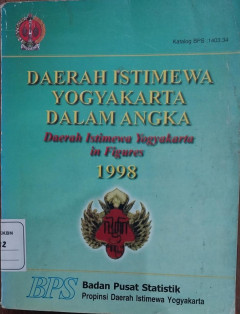 Katalog BPS : 1403.34
DAERAH ISTIMEWA
YOGYAKARTA
DALAM ANGKA
Daerah Istimewa Yogyakarta
in Figures
1998
2
BPS Badan Pusat Statistik
Propinsi Daerah Istimewa Yogyakarta